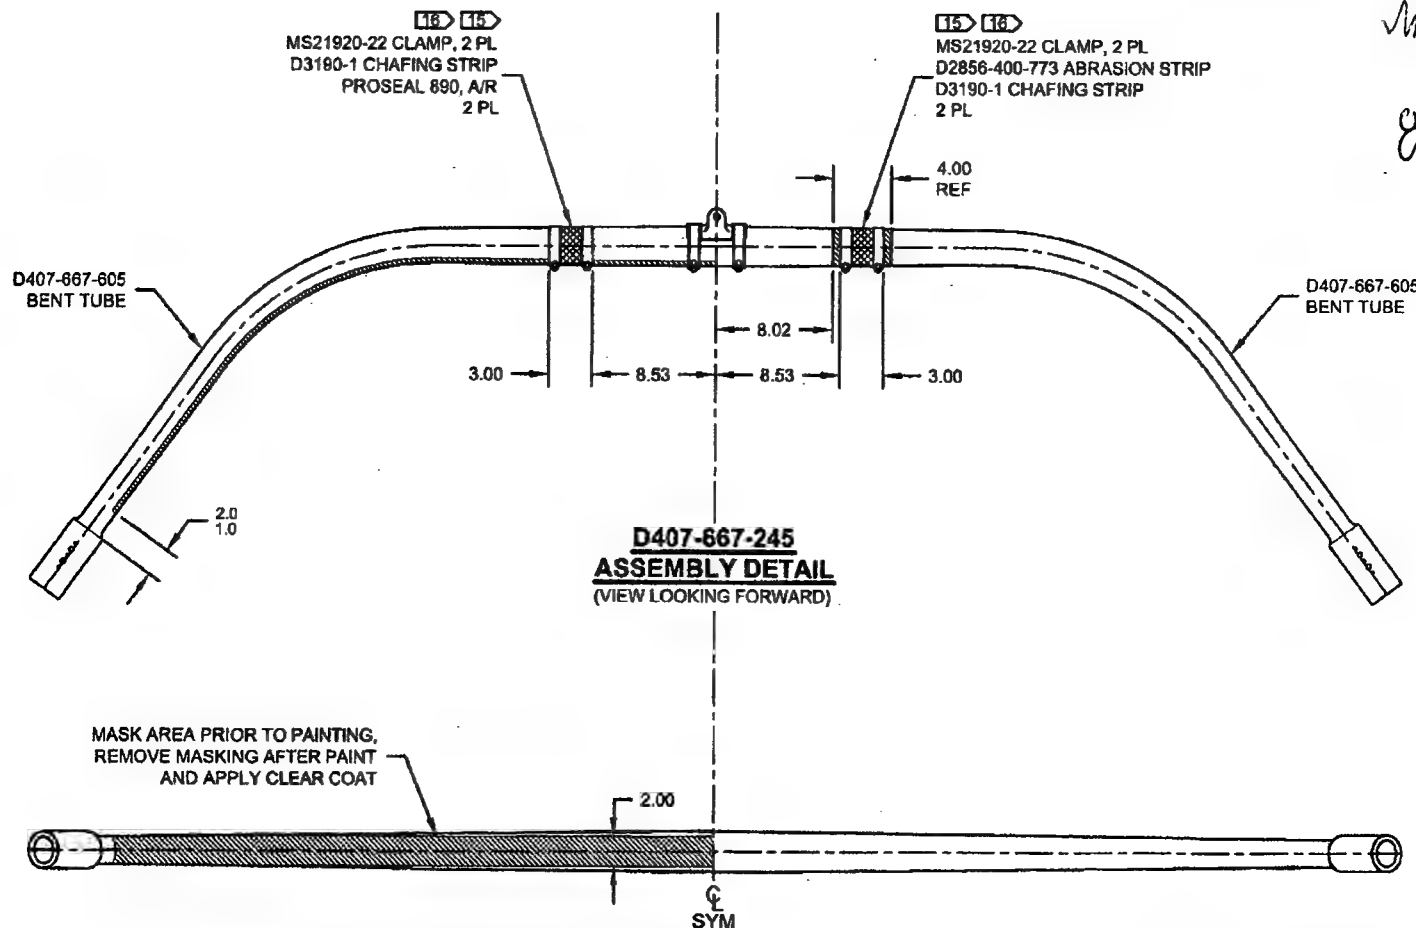 16 15
MS21920-22 CLAMP, 2 PL
D3190-1 CHAFING STRIP
PROSEAL 890, A/R
2 PL
15 16
MS21920-22 CLAMP, 2 PL
D2856-400-773 ABRASION STRIP
D3190-1 CHAFING STRIP
2 PL
4.00
REF
D407-667-605
BENT TUBE
D407-667-605
BENT TUBE
8.02
3.00
8.53
8.53
3.00
2.0
1.0
D407-667-245
ASSEMBLY DETAIL
(VIEW LOOKING FORWARD)
MASK AREA PRIOR TO PAINTING,
REMOVE MASKING AFTER PAINT
AND APPLY CLEAR COAT
2.00
SYM